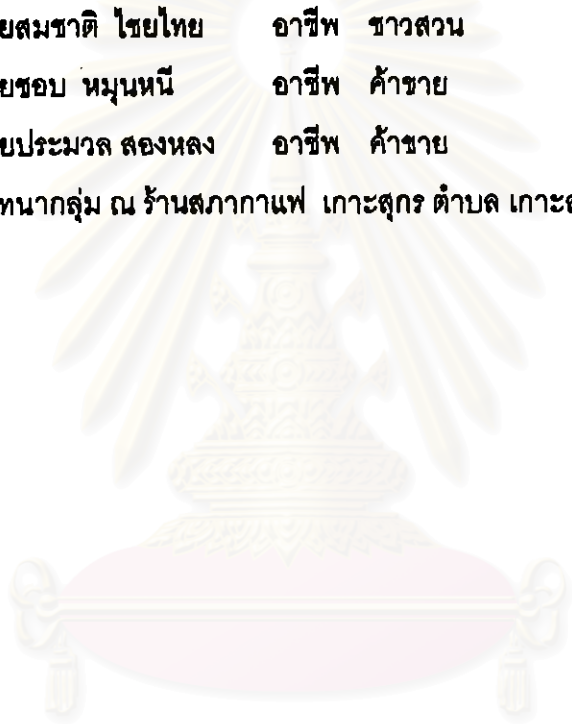 ยสมชาติ ไชยไทย อาชีพ ชาวสวน
ยชอบ หมุนหนี อาชีพ ค้าขาย
ยประมวล สองหลง อาชีพ ค้าขาย
ทนากลุ่ม ณ ร้านสภากาแฟ เกาะสุกร ตำบล เกาะส